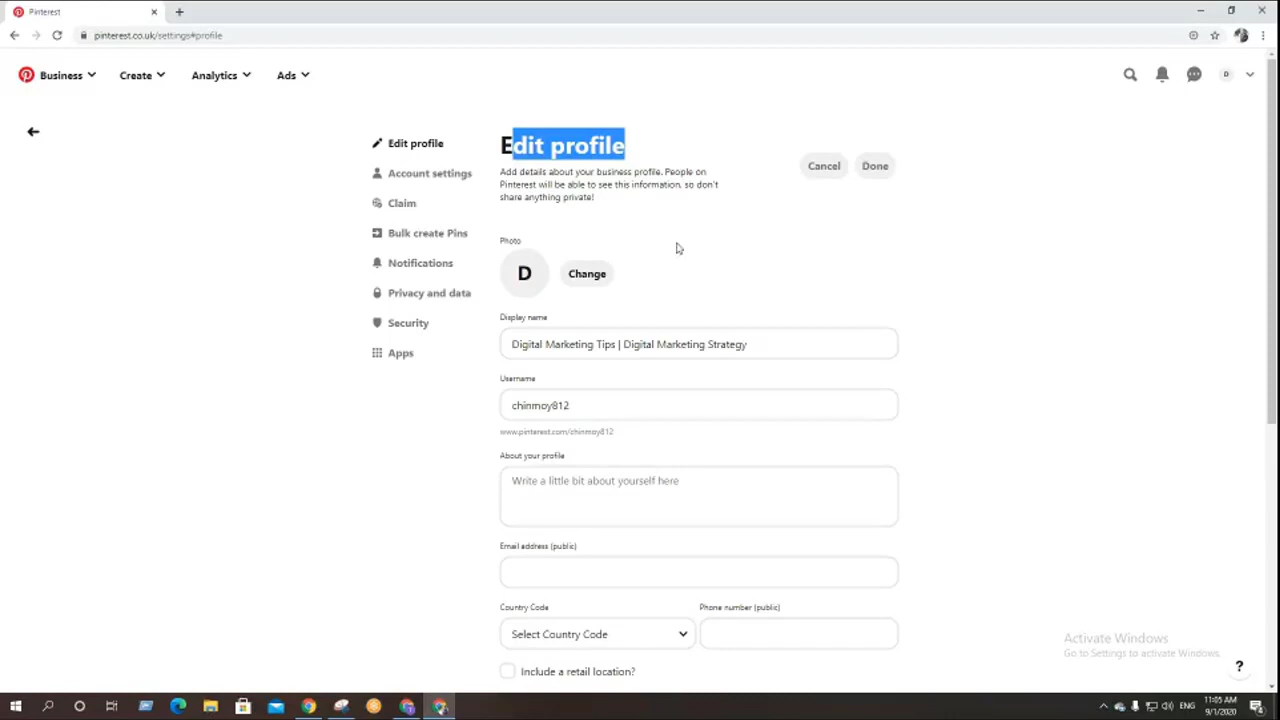 Pinterest
pinterest.co.uk/settings#profile
Business
Create
Analytics
Ads
D
Edit profile
Account settings
Claim
Bulk create Pins
Notifications
Privacy and data
Security
Apps
Edit profile
Add details about your business profile. People on
Pinterest will be able to see this information, so don't
share anything private!
Cancel
Done
Photo
D
Change
Display name
Digital Marketing Tips | Digital Marketing Strategy
Username
chinmoy812
www.pinterest.com/chinmoy812
About your profile
Write a little bit about yourself here
Email address (public)
Country Code
Phone number (public)
Select Country Code
Include a retail location?
Activate Windows
Go to Settings to activate Windows.
?
ENG
11:05 AM
9/1/2020